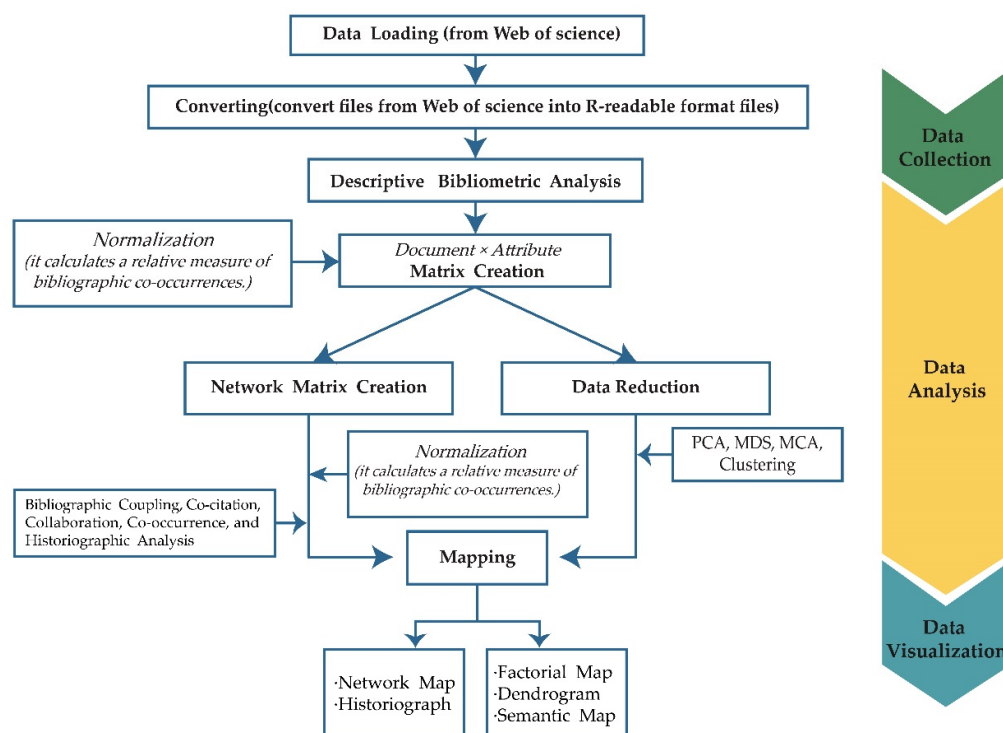 Data Loading (from Web of science)
Converting(convert files from Web of science into R-readable format files)
Descriptive Bibliometric Analysis
Normalization
(it calculates a relative measure of
bibliographic co-occurrences.)
Document × Attribute
Matrix Creation
Network Matrix Creation
Data Reduction
Normalization
(it calculates a relative measure of
bibliographic co-occurrences.)
PCA, MDS, MCA,
Clustering
Bibliographic Coupling, Co-citation,
Collaboration, Co-occurrence, and
Historiographic Analysis
Mapping
·Network Map
·Historiograph
·Factorial Map
·Dendrogram
·Semantic Map
Data
Collection
Data
Analysis
Data
Visualization